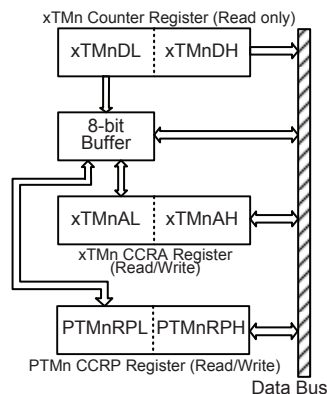 xTMn Counter Register (Read only)
xTMnDL xTMnDH
8-bit
Buffer
xTMnAL xTMnAH
xTMn CCRA Register
(Read/Write)
PTMnRPL PTMnRPH
PTMn CCRP Register (Read/Write)
Data Bus